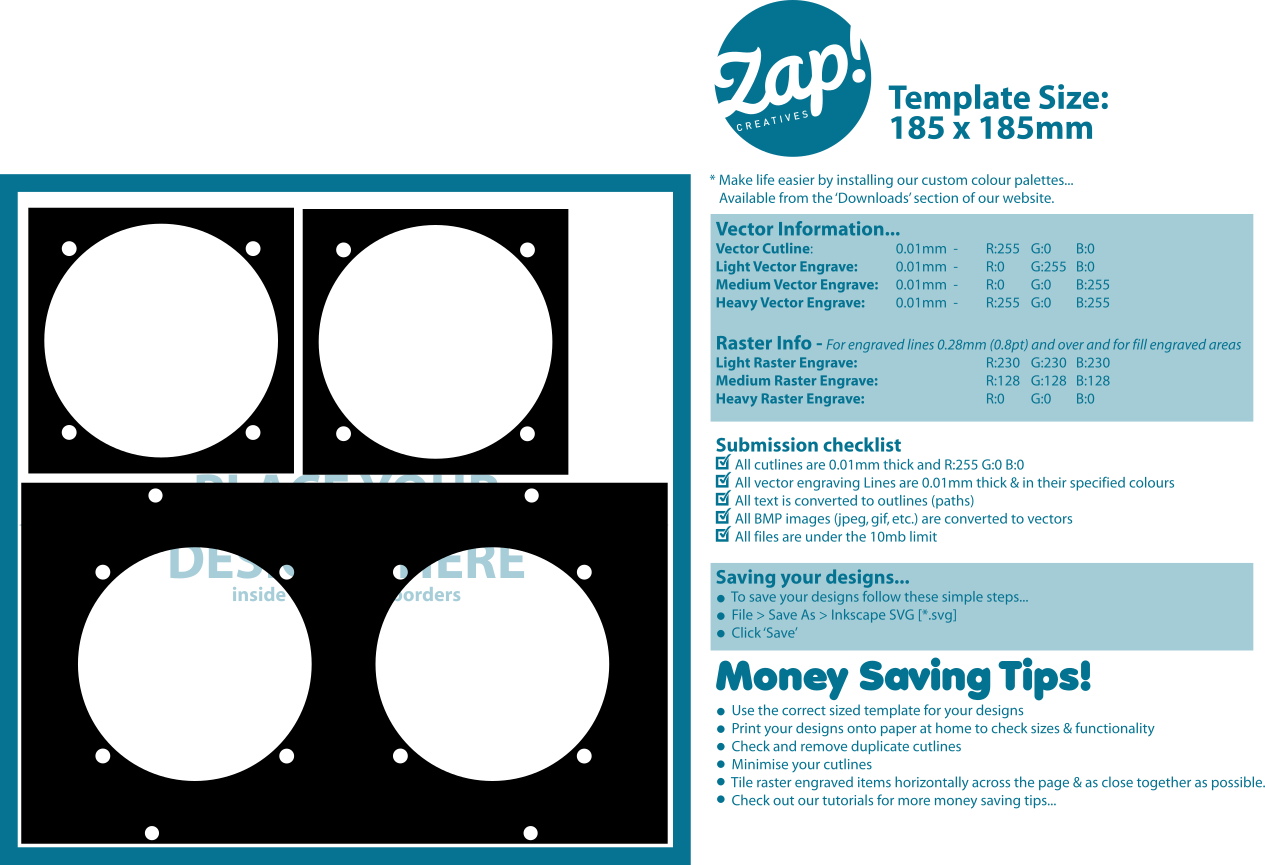 Zap!
CREATIVES
Template Size:
185 x 185mm
* Make life easier by installing our custom colour palettes...
Available from the ‘Downloads’ section of our website.
Vector Information...
Vector Cutline: 0.01mm - R:255 G:0 B:0
Light Vector Engrave: 0.01mm - R:0 G:255 B:0
Medium Vector Engrave: 0.01mm - R:0 G:0 B:255
Heavy Vector Engrave: 0.01mm - R:255 G:0 B:255
Raster Info - For engraved lines 0.28mm (0.8pt) and over and for fill engraved areas
Light Raster Engrave: R:230 G:230 B:230
Medium Raster Engrave: R:128 G:128 B:128
Heavy Raster Engrave: R:0 G:0 B:0
Submission checklist
All cutlines are 0.01mm thick and R:255 G:0 B:0
All vector engraving Lines are 0.01mm thick & in their specified colours
All text is converted to outlines (paths)
All BMP images (jpeg, gif, etc.) are converted to vectors
All files are under the 10mb limit
Saving your designs...
To save your designs follow these simple steps...
File > Save As > Inkscape SVG [*.svg]
Click ‘Save’
Money Saving Tips!
Use the correct sized template for your designs
Print your designs onto paper at home to check sizes & functionality
Check and remove duplicate cutlines
Minimise your cutlines
Tile raster engraved items horizontally across the page & as close together as possible.
Check out our tutorials for more money saving tips...
PLACE YOUR
HERE
inside borders